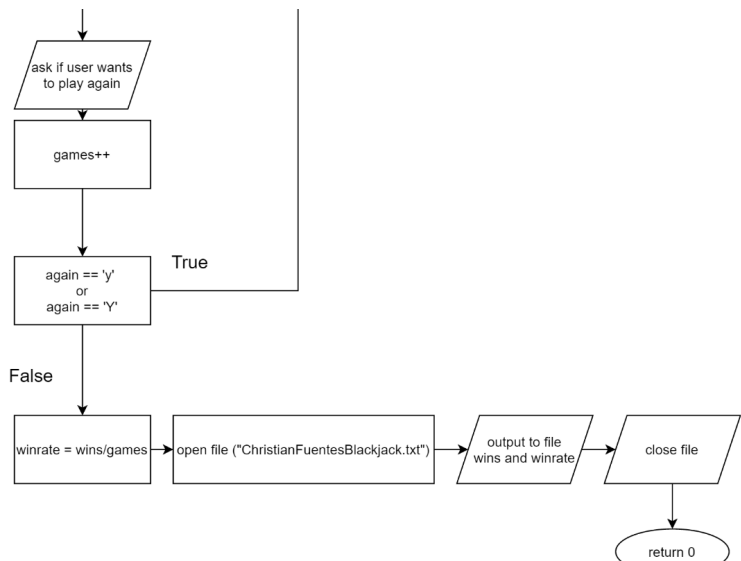 ask if user wants
to play again
games++
again == 'y'
or
again == 'Y'
True
False
winrate = wins/games
open file ("ChristianFuentesBlackjack.txt")
output to file
wins and winrate
close file
return 0